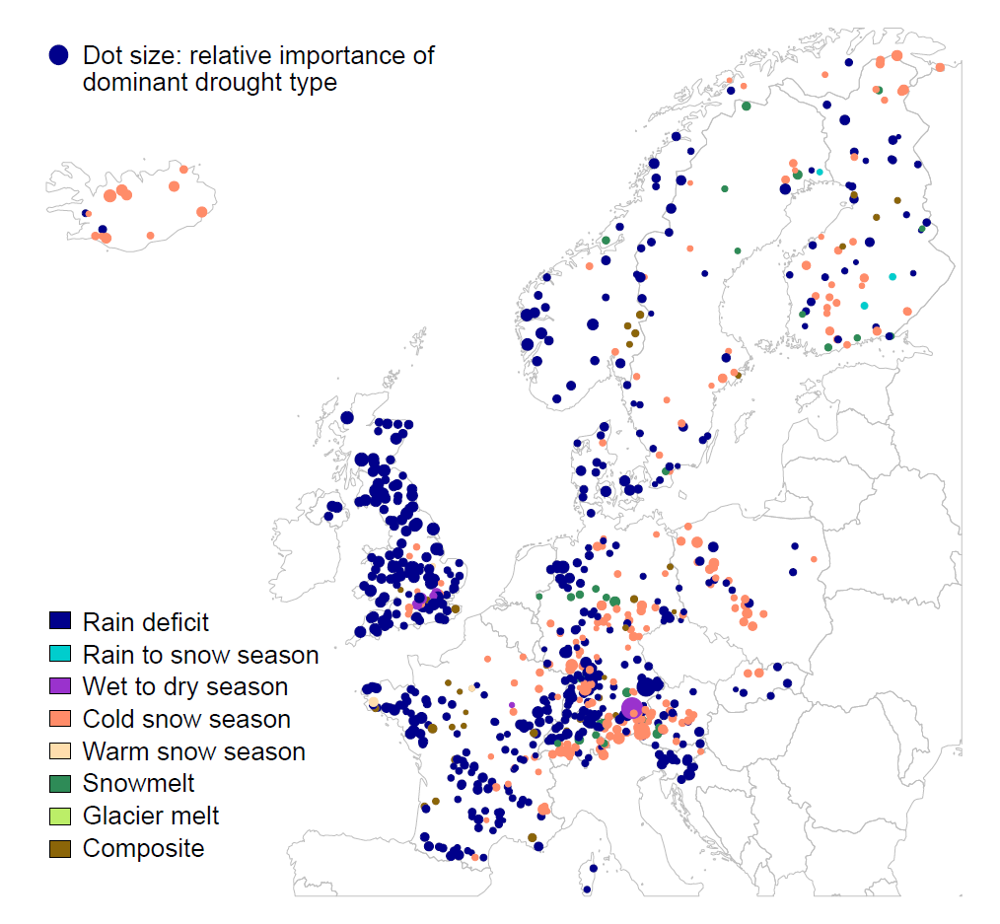 Dot size: relative importance of
dominant drought type
Rain deficit
Rain to snow season
Wet to dry season
Cold snow season
Warm snow season
Snowmelt
Glacier melt
Composite